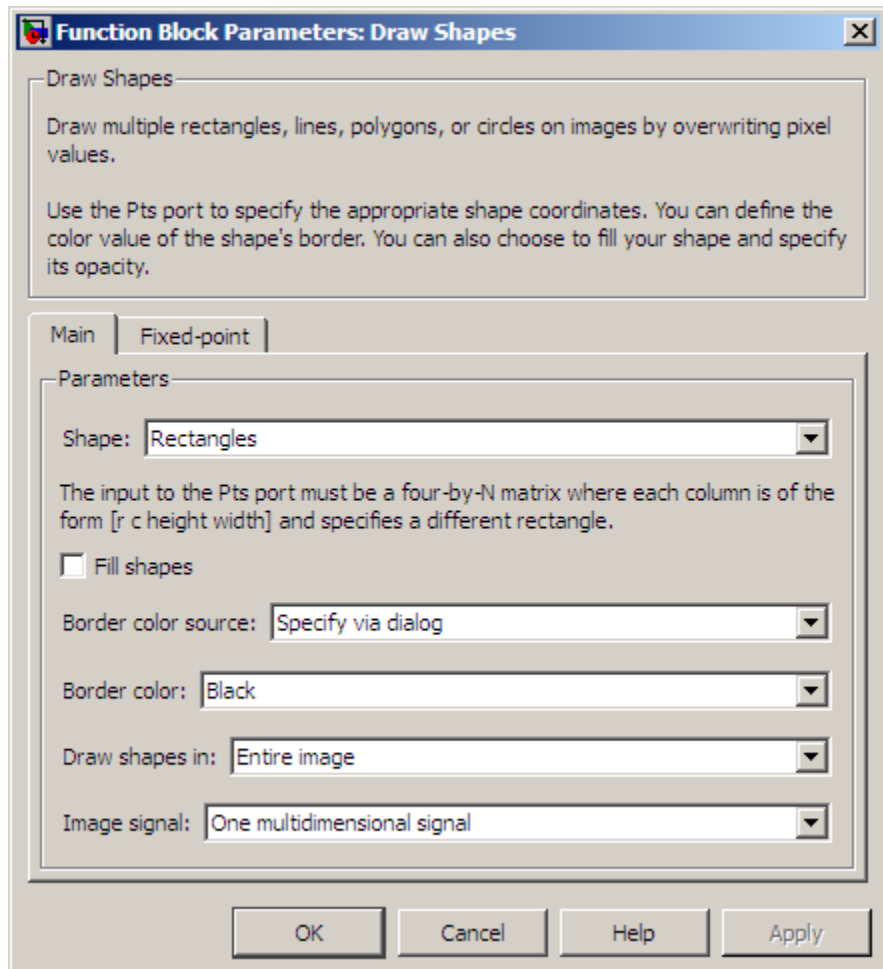 Function Block Parameters: Draw Shapes
Draw Shapes
Draw multiple rectangles, lines, polygons, or circles on images by overwriting pixel
values.
Use the Pts port to specify the appropriate shape coordinates. You can define the
color value of the shape's border. You can also choose to fill your shape and specify
its opacity.
Main Fixed-point
Parameters
Shape: Rectangles
The input to the Pts port must be a four-by-N matrix where each column is of the
form [r c height width] and specifies a different rectangle.
Fill shapes
Border color source: Specify via dialog
Border color: Black
Draw shapes in: Entire image
Image signal: One multidimensional signal
OK Cancel Help Apply